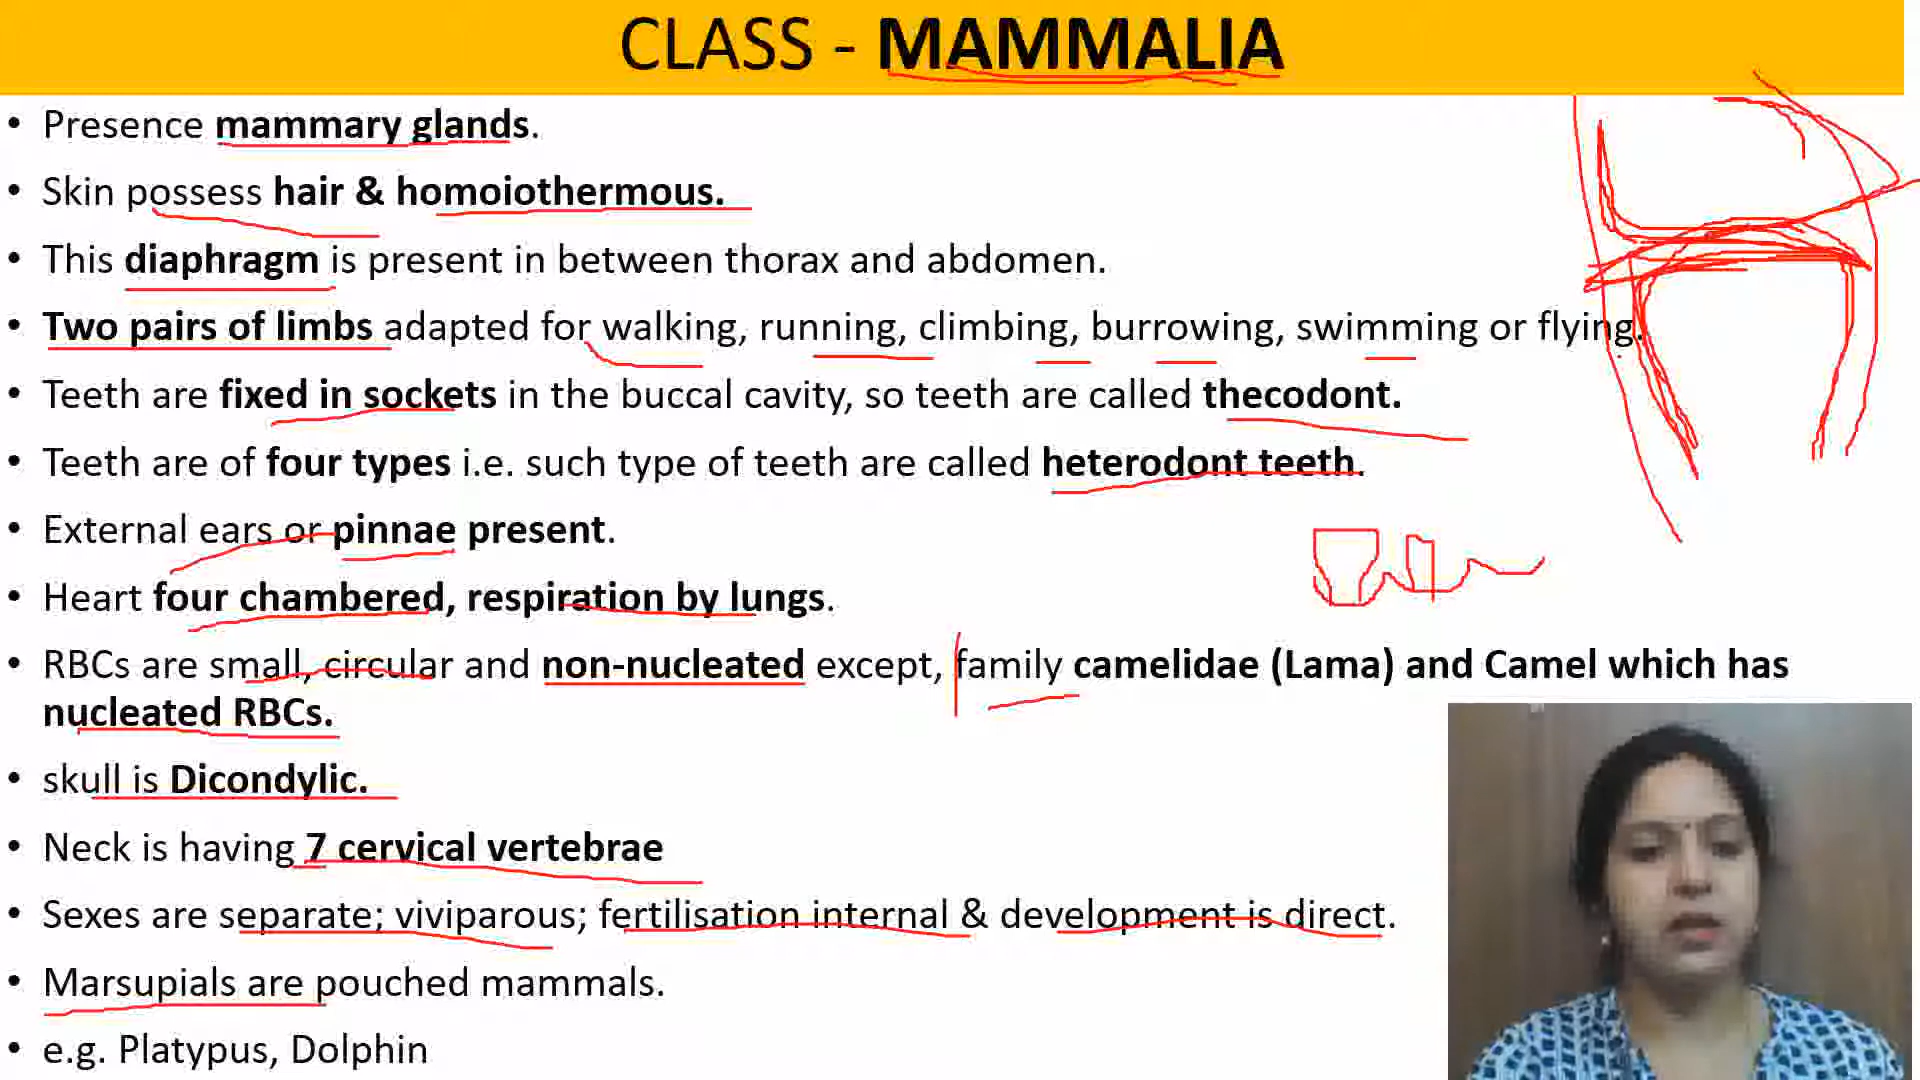 CLASS - MAMMALIA
• Presence mammary glands.
• Skin possess hair & homoiothermous.
• This diaphragm is present in between thorax and abdomen.
• Two pairs of limbs adapted for walking, running, climbing, burrowing, swimming or flying.
• Teeth are fixed in sockets in the buccal cavity, so teeth are called thecodont.
• Teeth are of four types i.e. such type of teeth are called heterodont teeth.
• External ears or pinnae present.
• Heart four chambered, respiration by lungs.
• RBCs are small, circular and non-nucleated except, family camelidae (Lama) and Camel which has
nucleated RBCs.
• skull is Dicondylic.
• Neck is having 7 cervical vertebrae
• Sexes are separate; viviparous; fertilisation internal & development is direct.
• Marsupials are pouched mammals.
• e.g. Platypus, Dolphin